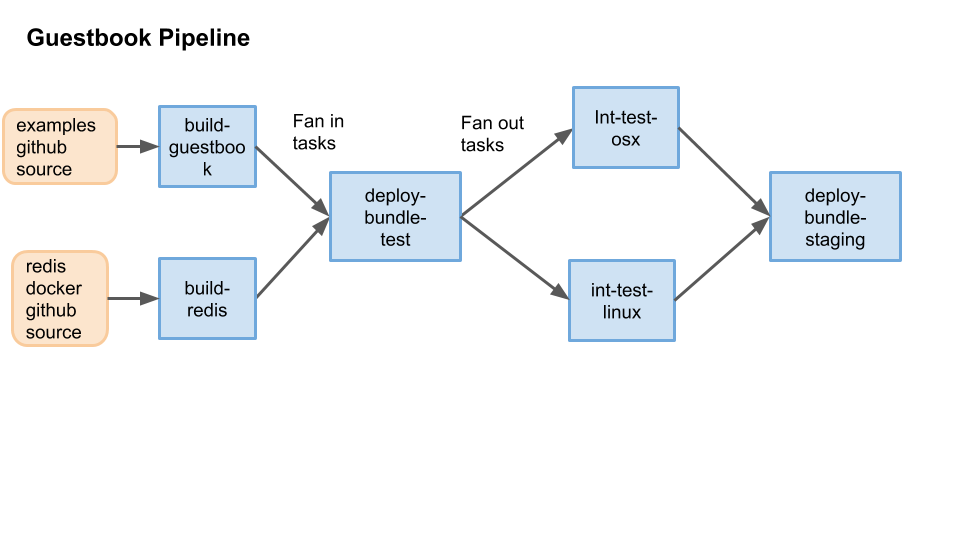 Guestbook Pipeline
examples
github
source
build-
guestboo
k
Fan in
tasks
Fan out
tasks
Int-test-
osx
deploy-
bundle-
test
deploy-
bundle-
staging
redis
docker
github
source
build-
redis
int-test-
linux